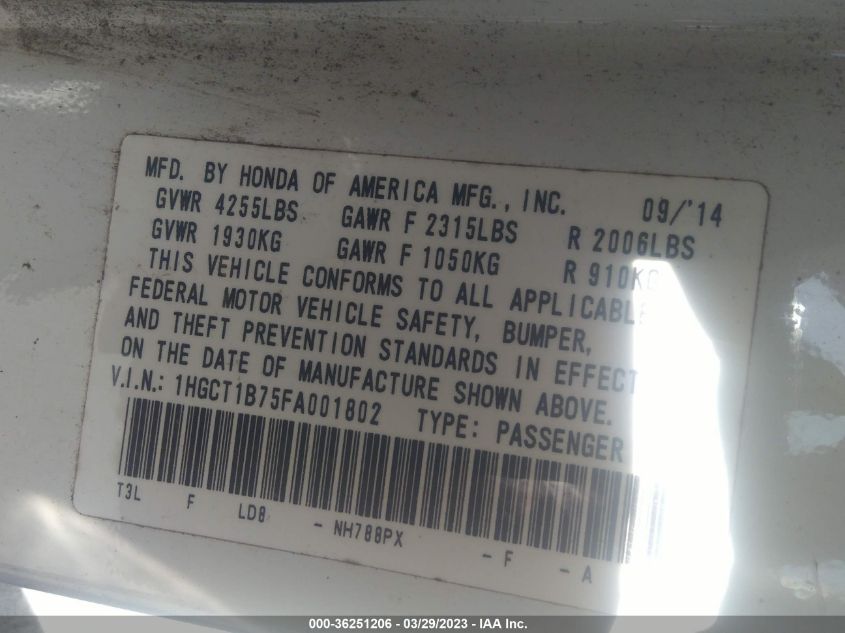 MFD. BY HONDA OF AMERICA MFG., INC. 09/'14
GVWR 4255LBS GAWR F 2315LBS R 2006LBS
GVWR 1930KG GAWR F 1050KG R 910KG
THIS VEHICLE CONFORMS TO ALL APPLICABLE
FEDERAL MOTOR VEHICLE SAFETY, BUMPER,
AND THEFT PREVENTION STANDARDS IN EFFECT
ON THE DATE OF MANUFACTURE SHOWN ABOVE.
V.I.N.: 1HGCT1B75FA001802 TYPE: PASSENGER
T3L F LD8 - NH788PX - F - A
000-36251206 - 03/29/2023 - IAA Inc.